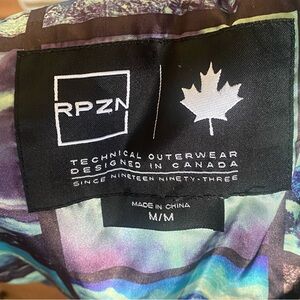 RPZN
TECHNICAL OUTERWEAR
DESIGNED IN CANADA
SINCE NINETEEN NINETY-THREE
MADE IN CHINA
M/M